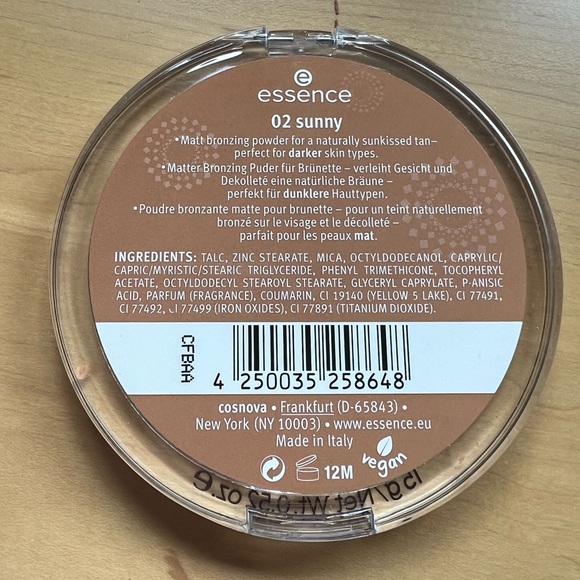 essence
02 sunny
•Matt bronzing powder for a naturally sunkissed tan–
perfect for darker skin types.
•Matter Bronzing Puder für Brünette – verleiht Gesicht und
Dekolleté eine natürliche Bräune –
perfekt für dunklere Hauttypen.
•Poudre bronzante matte pour brunette – pour un teint naturellement
bronzé sur le visage et le décolleté –
parfait pour les peaux mat.
INGREDIENTS: TALC, ZINC STEARATE, MICA, OCTYLDODECANOL, CAPRYLIC/
CAPRIC/MYRISTIC/STEARIC TRIGLYCERIDE, PHENYL TRIMETHICONE, TOCOPHERYL
ACETATE, OCTYLDODECYL STEAROYL STEARATE, GLYCERYL CAPRYLATE, P-ANISIC
ACID, PARFUM (FRAGRANCE), COUMARIN, CI 19140 (YELLOW 5 LAKE), CI 77491,
CI 77492, CI 77499 (IRON OXIDES), CI 77891 (TITANIUM DIOXIDE).
CFBAA
4 250035 258648
cosnova • Frankfurt (D-65843) •
New York (NY 10003) • www.essence.eu
Made in Italy
12M
vegan
15g/Net Wt.0.52 oz.e